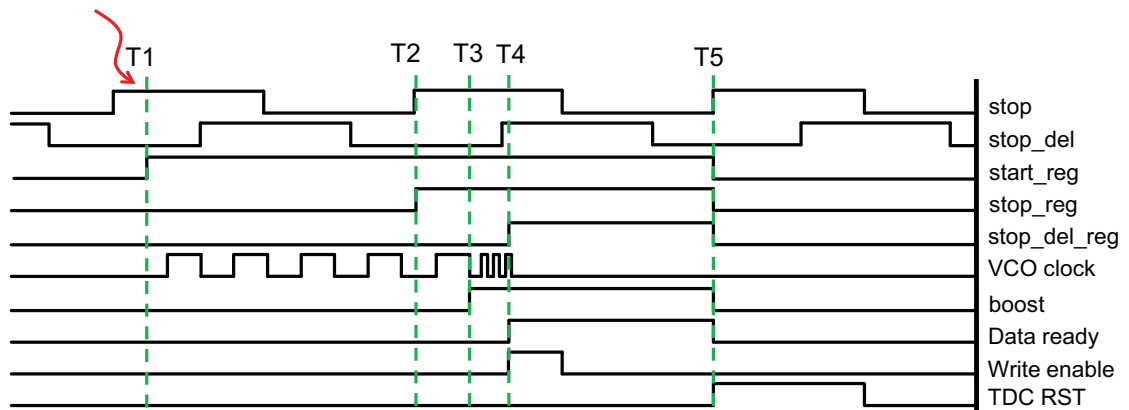 T1 T2 T3 T4 T5
stop
stop_del
start_reg
stop_reg
stop_del_reg
VCO clock
boost
Data ready
Write enable
TDC RST